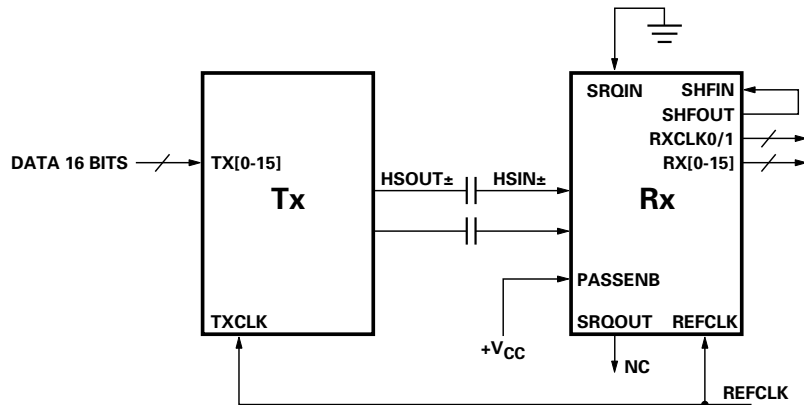 SRQIN
SHFIN
SHFOUT
RXCLK0/1
DATA 16 BITS
TX[0-15]
RX[0-15]
HSOUT±
HSIN±
Tx
Rx
PASSENB
TXCLK
SRQOUT
REFCLK
+VCC
NC
REFCLK